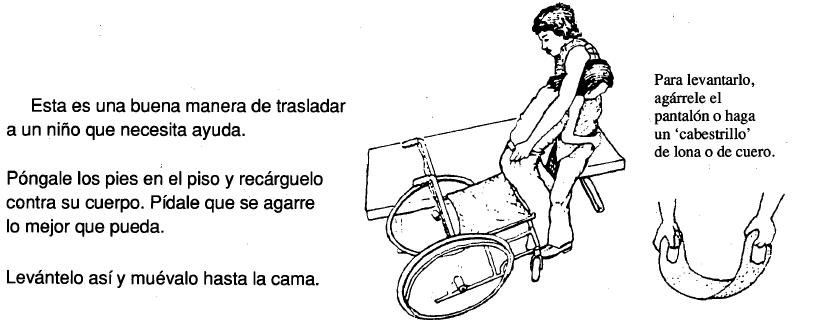 Esta es una buena manera de trasladar
a un niño que necesita ayuda.
Póngale los pies en el piso y recárguelo
contra su cuerpo. Pídale que se agarre
lo mejor que pueda.
Levántelo así y muévalo hasta la cama.
Para levantarlo,
agárrele el
pantalón o haga
un ‘cabestrillo’
de lona o de cuero.